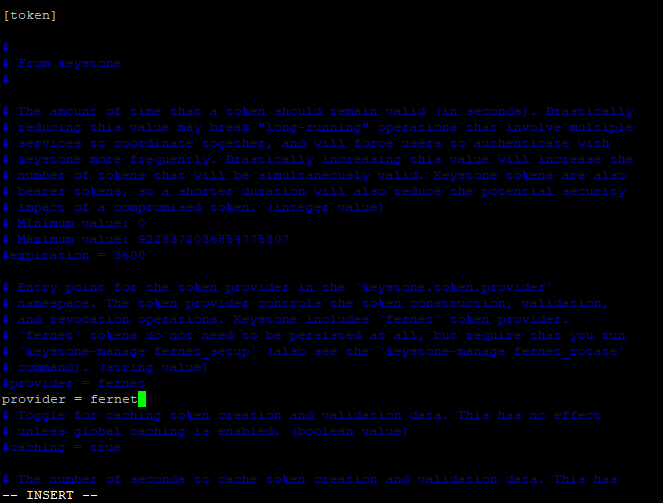 [token]
#
# From keystone
#
# The amount of time that a token should remain valid (in seconds). Drastically
# reducing this value may break "long-running" operations that involve multiple
# services to coordinate together, and will force users to authenticate with
# keystone more frequently. Drastically increasing this value will increase the
# number of tokens that will be simultaneously valid. Keystone tokens are also
# bearer tokens, so a shorter duration will also reduce the potential security
# impact of a compromised token. (integer value)
# Minimum value: 0
# Maximum value: 9223372036854775807
#expiration = 3600
# Entry point for the token provider in the `keystone.token.provider`
# namespace. The token provider controls the token construction, validation,
# and revocation operations. Keystone includes `fernet` token provider.
# `fernet` tokens do not need to be persisted at all, but require that you run
# `keystone-manage fernet_setup` (also see the `keystone-manage fernet_rotate`
# command). (string value)
#provider = fernet
provider = fernet
# Toggle for caching token creation and validation data. This has no effect
# unless global caching is enabled. (boolean value)
#caching = true
# The number of seconds to cache token creation and validation data. This has
-- INSERT --